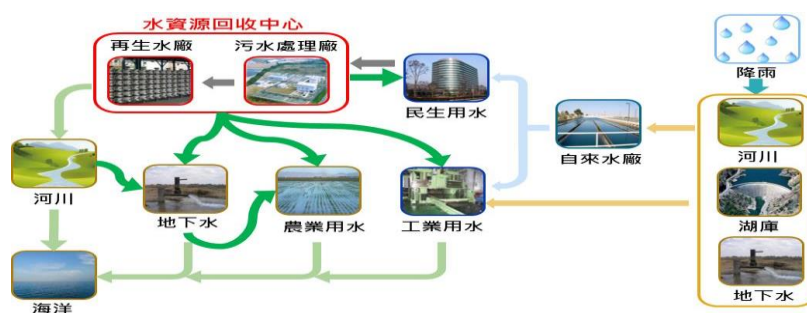 水資源回收中心
再生水廠
污水處理廠
民生用水
降雨
自來水廠
河川
湖庫
地下水
河川
地下水
農業用水
工業用水
海洋